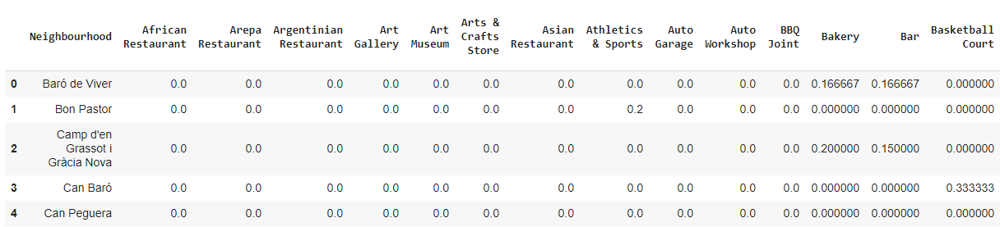 Neighbourhood African Restaurant Arepa Restaurant Argentinian Restaurant Art Gallery Art Museum Arts & Crafts Store Asian Restaurant Athletics & Sports Auto Garage Auto Workshop BBQ Joint Bakery Bar Basketball Court
0 Baró de Viver 0.0 0.0 0.0 0.0 0.0 0.0 0.0 0.0 0.0 0.0 0.0 0.166667 0.166667 0.000000
1 Bon Pastor 0.0 0.0 0.0 0.0 0.0 0.0 0.0 0.2 0.0 0.0 0.0 0.000000 0.000000 0.000000
2 Camp d'en Grassot i Gràcia Nova 0.0 0.0 0.0 0.0 0.0 0.0 0.0 0.0 0.0 0.0 0.0 0.200000 0.150000 0.000000
3 Can Baró 0.0 0.0 0.0 0.0 0.0 0.0 0.0 0.0 0.0 0.0 0.0 0.000000 0.000000 0.333333
4 Can Peguera 0.0 0.0 0.0 0.0 0.0 0.0 0.0 0.0 0.0 0.0 0.0 0.000000 0.000000 0.000000